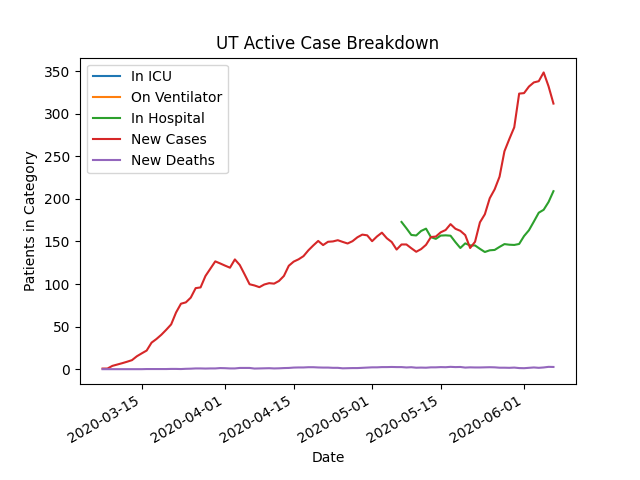 UT Active Case Breakdown
In ICU
On Ventilator
In Hospital
New Cases
New Deaths
Patients in Category
350
300
250
200
150
100
50
0
2020-03-15
2020-04-01
2020-04-15
2020-05-01
2020-05-15
2020-06-01
Date